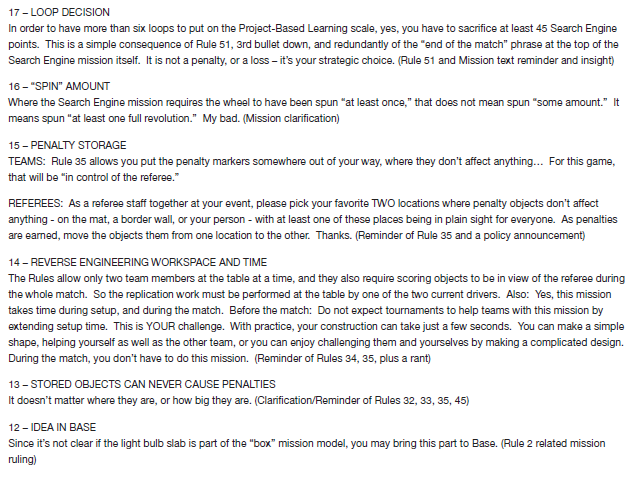 17 – LOOP DECISION
In order to have more than six loops to put on the Project-Based Learning scale, yes, you have to sacrifice at least 45 Search Engine
points.  This is a simple consequence of Rule 51, 3rd bullet down, and redundantly of the “end of the match” phrase at the top of the
Search Engine mission itself.  It is not a penalty, or a loss – it’s your strategic choice. (Rule 51 and Mission text reminder and insight)
16 – “SPIN” AMOUNT
Where the Search Engine mission requires the wheel to have been spun “at least once,” that does not mean spun “some amount.”  It
means spun “at least one full revolution.”  My bad. (Mission clarification)
15 – PENALTY STORAGE
TEAMS:  Rule 35 allows you put the penalty markers somewhere out of your way, where they don’t affect anything…  For this game,
that will be “in control of the referee.”
REFEREES:  As a referee staff together at your event, please pick your favorite TWO locations where penalty objects don’t affect
anything - on the mat, a border wall, or your person - with at least one of these places being in plain sight for everyone.  As penalties
are earned, move the objects them from one location to the other.  Thanks. (Reminder of Rule 35 and a policy announcement)
14 – REVERSE ENGINEERING WORKSPACE AND TIME
The Rules allow only two team members at the table at a time, and they also require scoring objects to be in view of the referee during
the whole match.  So the replication work must be performed at the table by one of the two current drivers.  Also:  Yes, this mission
takes time during setup, and during the match.  Before the match:  Do not expect tournaments to help teams with this mission by
extending setup time.  This is YOUR challenge.  With practice, your construction can take just a few seconds.  You can make a simple
shape, helping yourself as well as the other team, or you can enjoy challenging them and yourselves by making a complicated design.
During the match, you don’t have to do this mission.  (Reminder of Rules 34, 35, plus a rant)
13 – STORED OBJECTS CAN NEVER CAUSE PENALTIES
It doesn’t matter where they are, or how big they are. (Clarification/Reminder of Rules 32, 33, 35, 45)
12 – IDEA IN BASE
Since it’s not clear if the light bulb slab is part of the “box” mission model, you may bring this part to Base. (Rule 2 related mission
ruling)